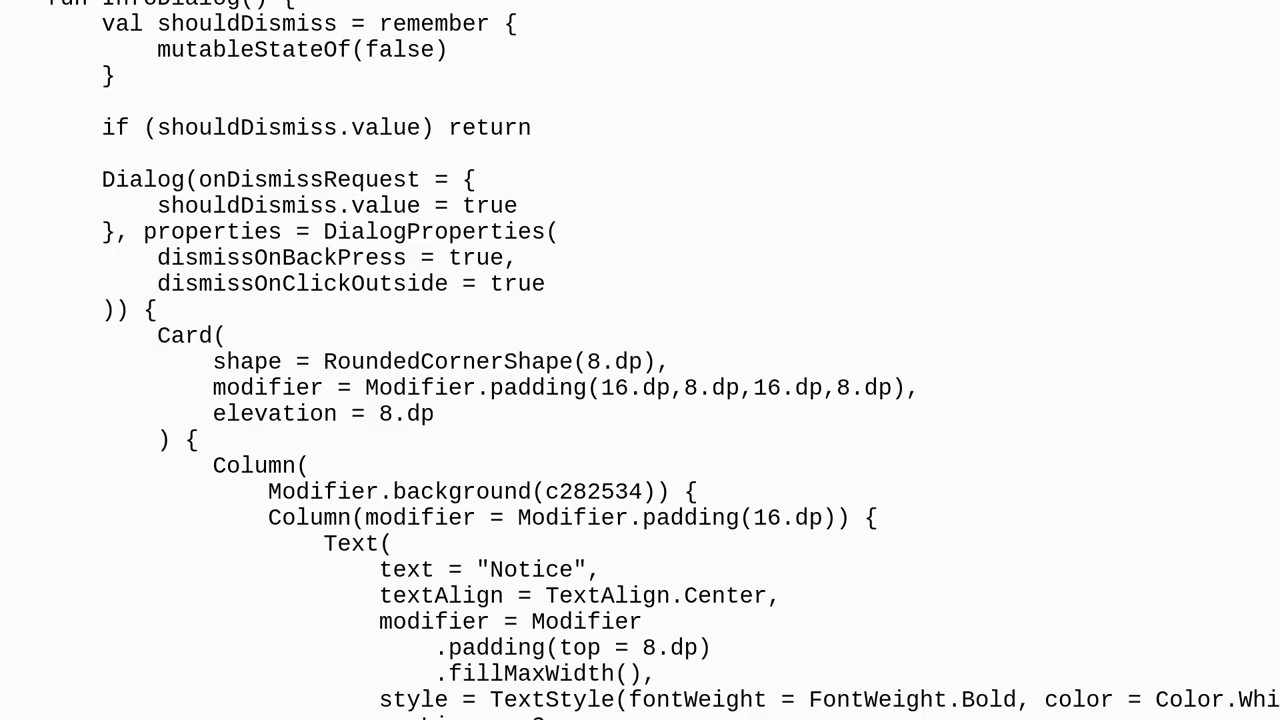 fun InfoDialog() {
val shouldDismiss = remember {
mutableStateOf(false)
}
if (shouldDismiss.value) return
Dialog(onDismissRequest = {
shouldDismiss.value = true
}, properties = DialogProperties(
dismissOnBackPress = true,
dismissOnClickOutside = true
)) {
Card(
shape = RoundedCornerShape(8.dp),
modifier = Modifier.padding(16.dp,8.dp,16.dp,8.dp),
elevation = 8.dp
) {
Column(
Modifier.background(c282534)) {
Column(modifier = Modifier.padding(16.dp)) {
Text(
text = "Notice",
textAlign = TextAlign.Center,
modifier = Modifier
.padding(top = 8.dp)
.fillMaxWidth(),
style = TextStyle(fontWeight = FontWeight.Bold, color = Color.Whi